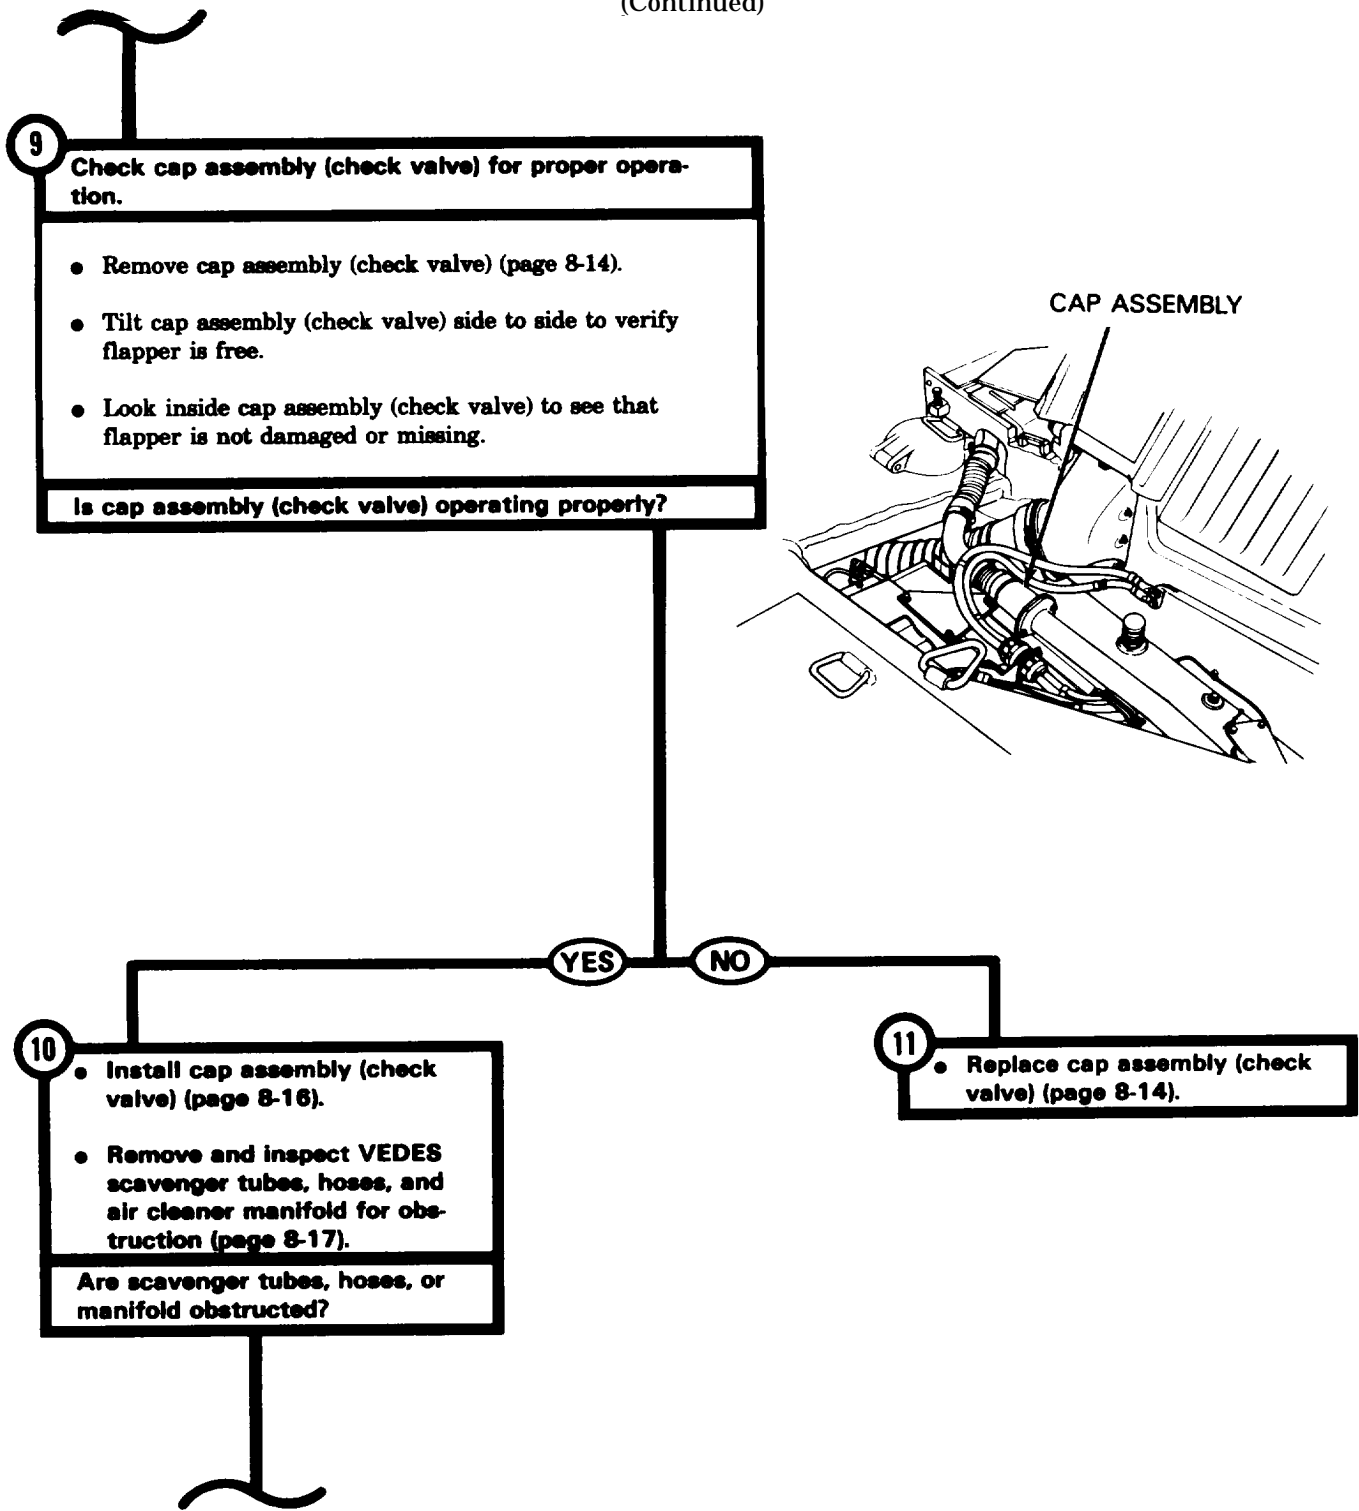 (Continued)
9
Check cap assembly (check valve) for proper opera-
tion.
• Remove cap assembly (check valve) (page 8-14).
• Tilt cap assembly (check valve) side to side to verify
flapper is free.
• Look inside cap assembly (check valve) to see that
flapper is not damaged or missing.
Is cap assembly (check valve) operating properly?
CAP ASSEMBLY
YES
NO
10
• Install cap assembly (check
valve) (page 8-16).
• Remove and inspect VEDES
scavenger tubes, hoses, and
air cleaner manifold for obs-
truction (page 8-17).
Are scavenger tubes, hoses, or
manifold obstructed?
11
• Replace cap assembly (check
valve) (page 8-14).